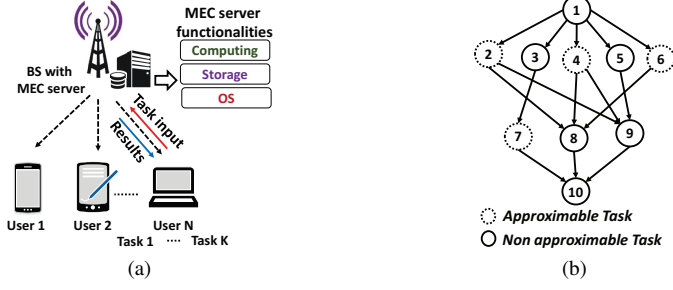 MEC server
functionalities
Computing
Storage
OS
BS with
MEC server
Task input
Results
User 1
User 2
........
User N
Task 1 .... Task K
(a)
1
2
3
4
5
6
7
8
9
10
Approximable Task
Non approximable Task
(b)